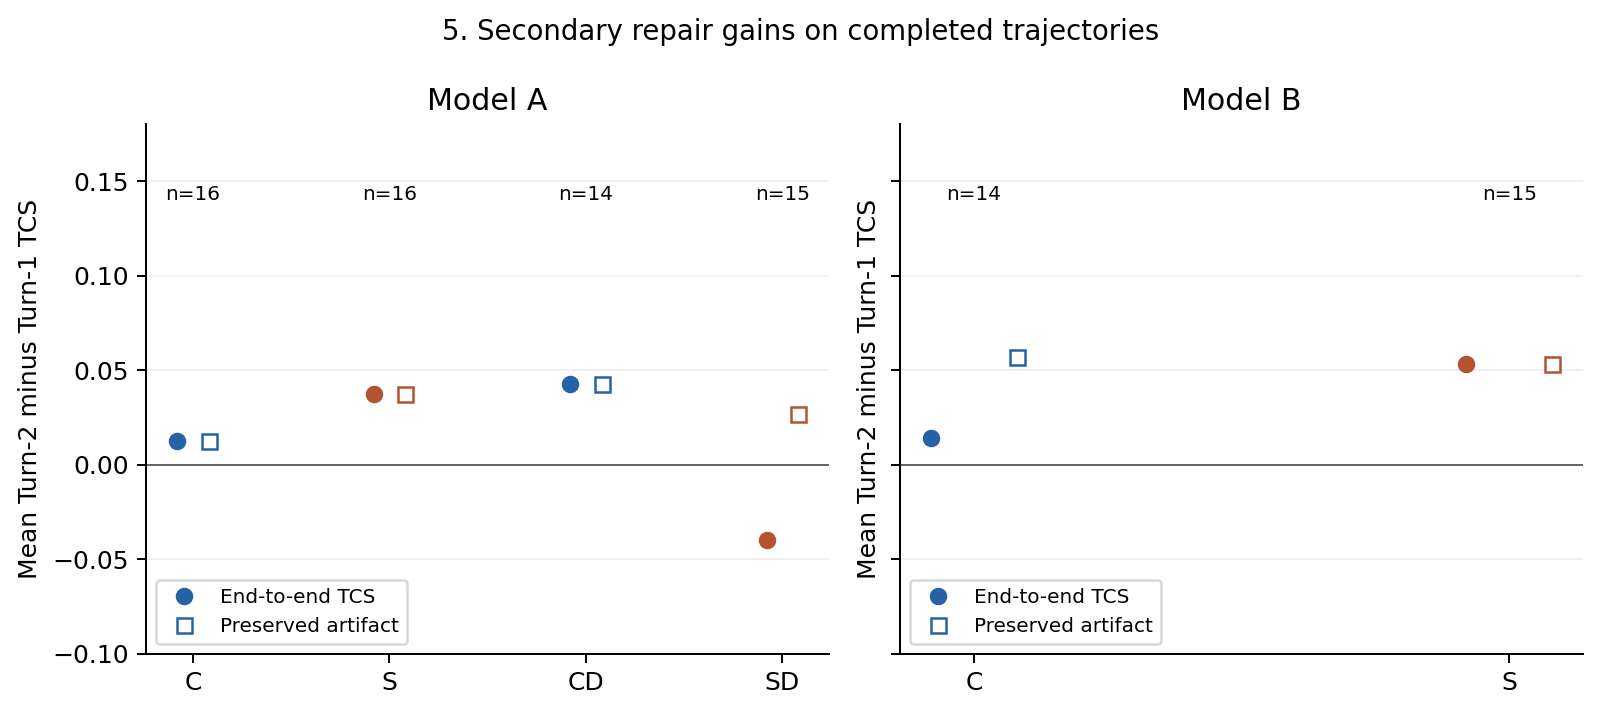 5. Secondary repair gains on completed trajectories
Model A
Mean Turn-2 minus Turn-1 TCS
0.15
0.10
0.05
0.00
−0.05
−0.10
n=16
n=16
n=14
n=15
End-to-end TCS
Preserved artifact
C
S
CD
SD
Model B
Mean Turn-2 minus Turn-1 TCS
n=14
n=15
End-to-end TCS
Preserved artifact
C
S